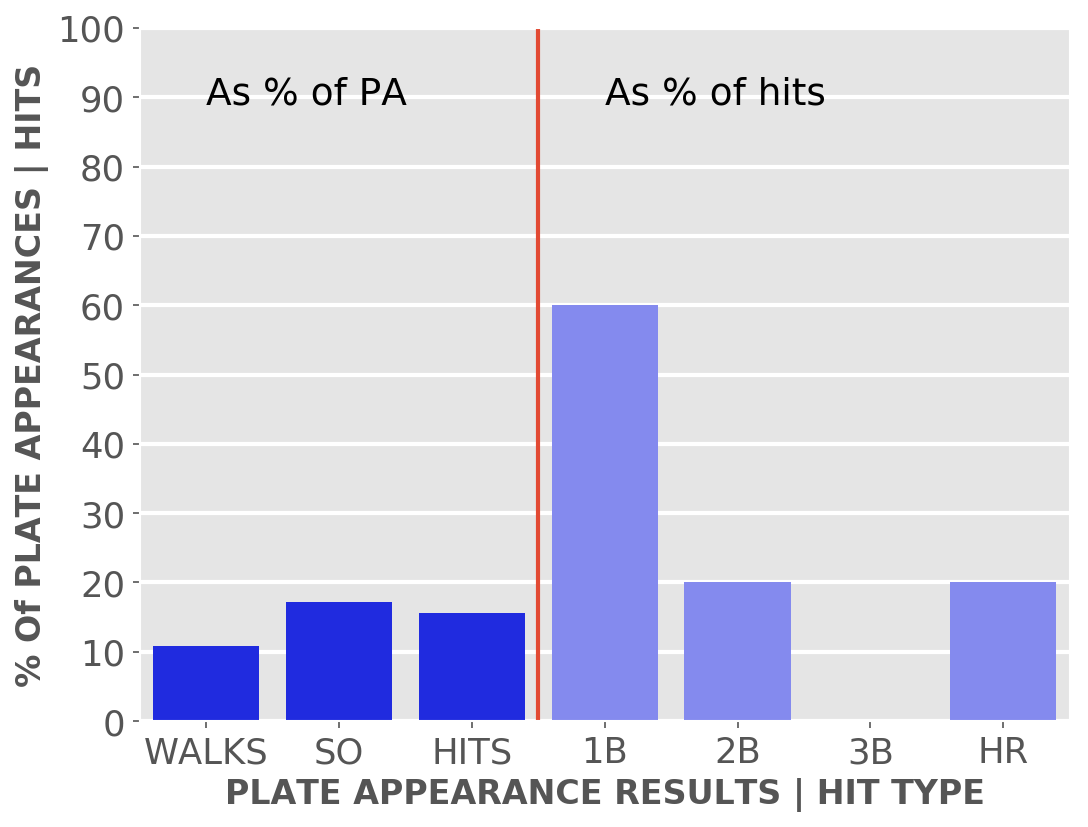 % Of PLATE APPEARANCES | HITS
100
90
80
70
60
50
40
30
20
10
0
As % of PA
As % of hits
WALKS SO HITS 1B 2B 3B HR
PLATE APPEARANCE RESULTS | HIT TYPE